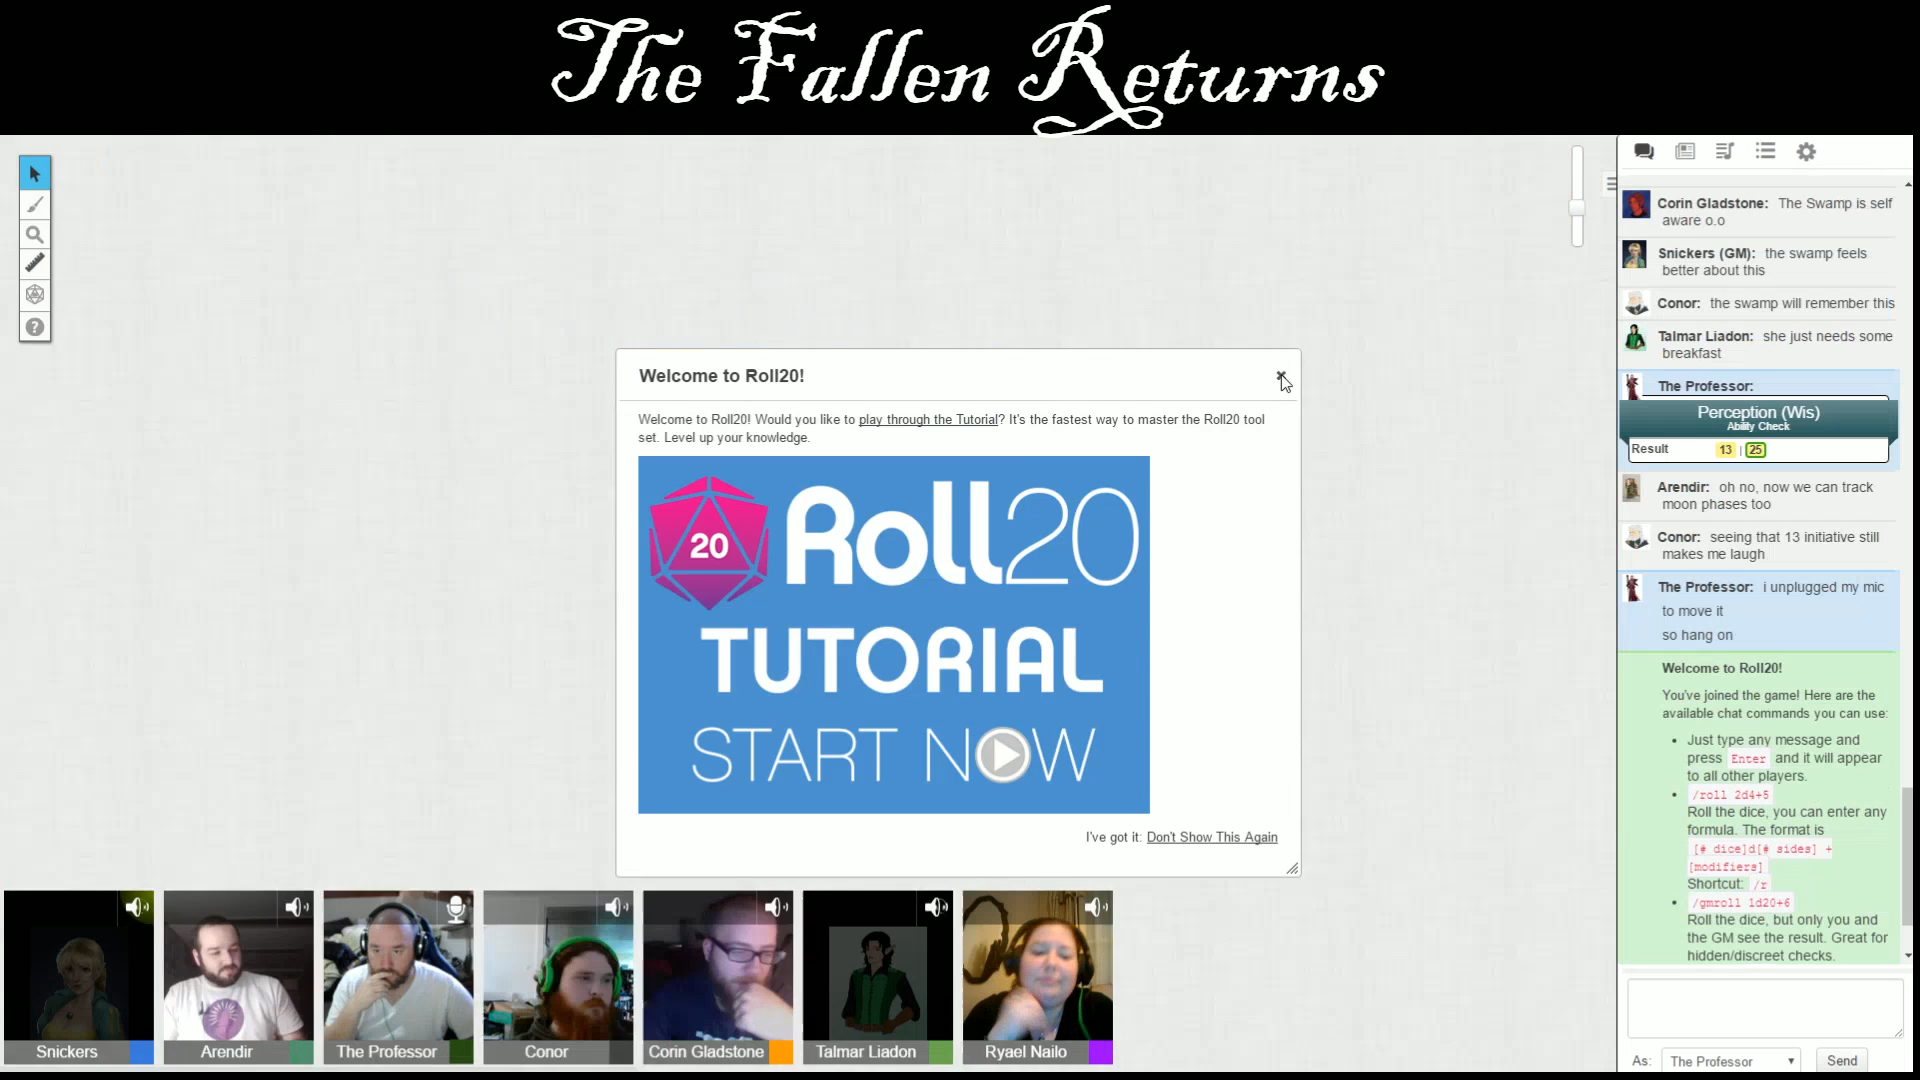 The Fallen Returns
Welcome to Roll20!
Welcome to Roll20! Would you like to play through the Tutorial? It's the fastest way to master the Roll20 tool
set. Level up your knowledge.
20
Roll20
TUTORIAL
START NOW
I've got it: Don't Show This Again
Snickers
Arendir
The Professor
Conor
Corin Gladstone
Talmar Liadon
Ryael Nailo
Corin Gladstone: The Swamp is self
aware o.o
Snickers (GM): the swamp feels
better about this
Conor: the swamp will remember this
Talmar Liadon: she just needs some
breakfast
The Professor:
Perception (Wis)
Ability Check
Result 13 | 25
Arendir: oh no, now we can track
moon phases too
Conor: seeing that 13 initiative still
makes me laugh
The Professor: i unplugged my mic
to move it
so hang on
Welcome to Roll20!
You've joined the game! Here are the
available chat commands you can use:
• Just type any message and
press Enter and it will appear
to all other players.
• /roll 2d4+5
Roll the dice, you can enter any
formula. The format is
[# dice]d[# sides] +
[modifiers]
Shortcut: /r
• /gmroll 1d20+6
Roll the dice, but only you and
the GM see the result. Great for
hidden/discreet checks.
As: The Professor
Send